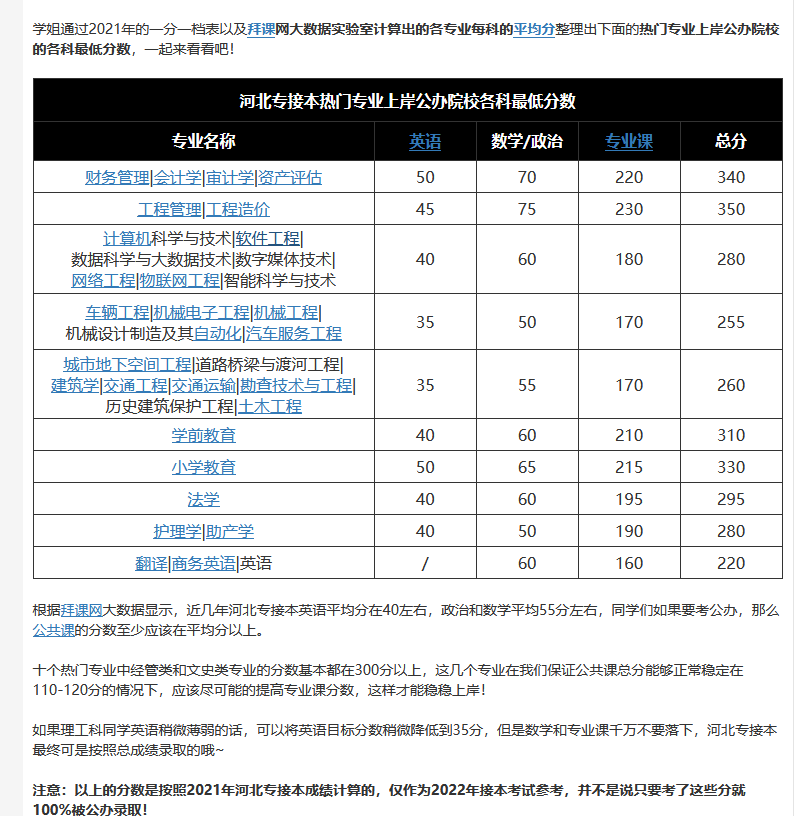 学姐通过2021年的一分一档表以及拜课网大数据实验室计算出的各专业每科的平均分整理出下面的热门专业上岸公办院校
的各科最低分数，一起来看看吧！
河北专接本热门专业上岸公办院校各科最低分数
专业名称 英语 数学/政治 专业课 总分
财务管理|会计学|审计学|资产评估 50 70 220 340
工程管理|工程造价 45 75 230 350
计算机科学与技术|软件工程|
数据科学与大数据技术|数字媒体技术|
网络工程|物联网工程|智能科学与技术 40 60 180 280
车辆工程|机械电子工程|机械工程|
机械设计制造及其自动化|汽车服务工程 35 50 170 255
城市地下空间工程|道路桥梁与渡河工程|
建筑学|交通工程|交通运输|勘查技术与工程|
历史建筑保护工程|土木工程 35 55 170 260
学前教育 40 60 210 310
小学教育 50 65 215 330
法学 40 60 195 295
护理学|助产学 40 50 190 280
翻译|商务英语|英语 / 60 160 220
根据拜课网大数据显示，近几年河北专接本英语平均分在40左右，政治和数学平均55分左右，同学们如果要考公办，那么
公共课的分数至少应该在平均分以上。
十个热门专业中经管类和文史类专业的分数基本都在300分以上，这几个专业在我们保证公共课总分能够正常稳定在
110-120分的情况下，应该尽可能的提高专业课分数，这样才能稳稳上岸！
如果理工科同学英语稍微薄弱的话，可以将英语目标分数稍微降低到35分，但是数学和专业课千万不要落下，河北专接本
最终可是按照总成绩录取的哦~
注意：以上的分数是按照2021年河北专接本成绩计算的，仅作为2022年接本考试参考，并不是说只要考了这些分就
100%被公办录取！